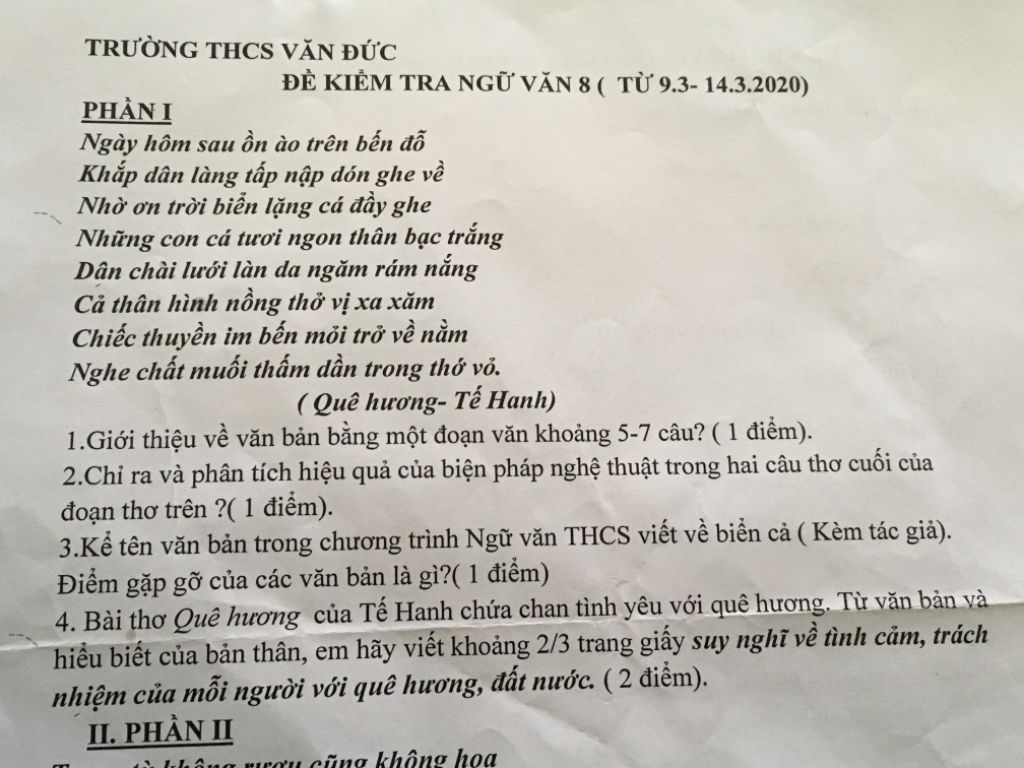 TRƯỜNG THCS VĂN ĐỨC
ĐỀ KIỂM TRA NGỮ VĂN 8 ( TỪ 9.3- 14.3.2020)
PHẦN I
Ngày hôm sau ồn ào trên bến đỗ
Khắp dân làng tấp nập dón ghe về
Nhờ ơn trời biển lặng cá đầy ghe
Những con cá tươi ngon thân bạc trắng
Dân chài lưới làn da ngăm rám nắng
Cả thân hình nồng thở vị xa xăm
Chiếc thuyền im bến mỏi trở về nằm
Nghe chất muối thấm dần trong thớ vỏ.
( Quê hương- Tế Hanh)
1.Giới thiệu về văn bản bằng một đoạn văn khoảng 5-7 câu? ( 1 điểm).
2.Chỉ ra và phân tích hiệu quả của biện pháp nghệ thuật trong hai câu thơ cuối của
đoạn thơ trên ?( 1 điểm).
3.Kể tên văn bản trong chương trình Ngữ văn THCS viết về biển cả ( Kèm tác giả).
Điểm gặp gỡ của các văn bản là gì?( 1 điểm)
4. Bài thơ Quê hương của Tế Hanh chứa chan tình yêu với quê hương. Từ văn bản và
hiểu biết của bản thân, em hãy viết khoảng 2/3 trang giấy suy nghĩ về tình cảm, trách
nhiệm của mỗi người với quê hương, đất nước. ( 2 điểm).
II. PHẦN II
không rượu cũng không hoa